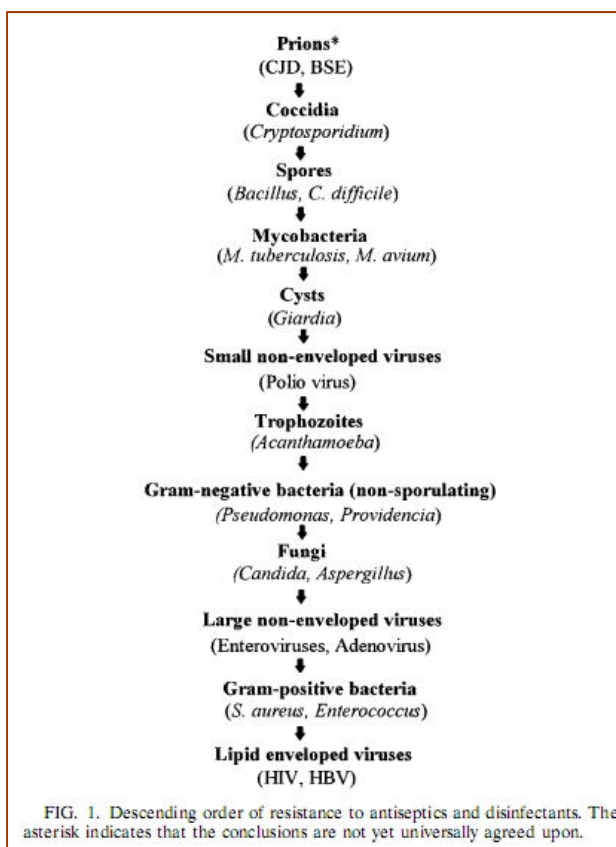 Prions*
(CJD, BSE)
Coccidia
(Cryptosporidium)
Spores
(Bacillus, C. difficile)
Mycobacteria
(M. tuberculosis, M. avium)
Cysts
(Giardia)
Small non-enveloped viruses
(Polio virus)
Trophozoites
(Acanthamoeba)
Gram-negative bacteria (non-sporulating)
(Pseudomonas, Providencia)
Fungi
(Candida, Aspergillus)
Large non-enveloped viruses
(Enteroviruses, Adenovirus)
Gram-positive bacteria
(S. aureus, Enterococcus)
Lipid enveloped viruses
(HIV, HBV)
FIG. 1. Descending order of resistance to antiseptics and disinfectants. The
asterisk indicates that the conclusions are not yet universally agreed upon.